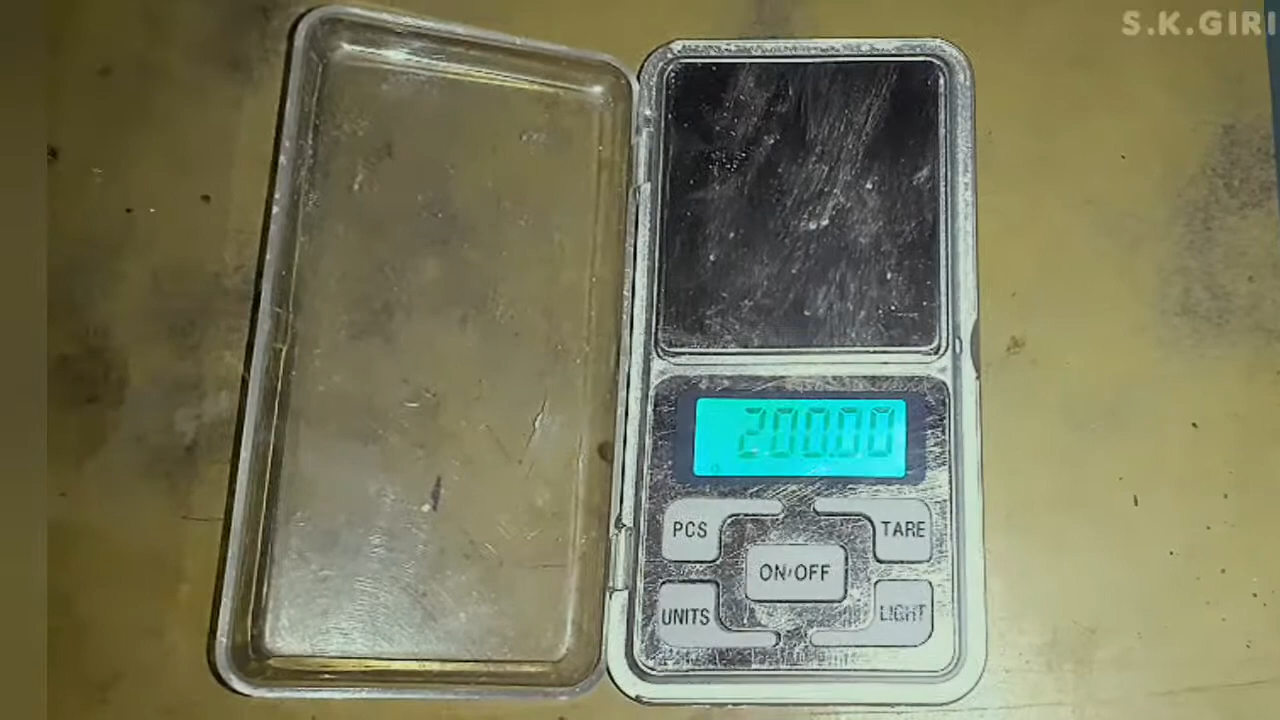 S.K.GIRI
200.00
PCS
TARE
ON/OFF
UNITS
LIGHT